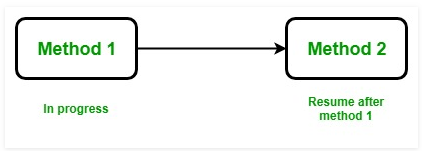 Method 1
Method 2
In progress
Resume after
method 1